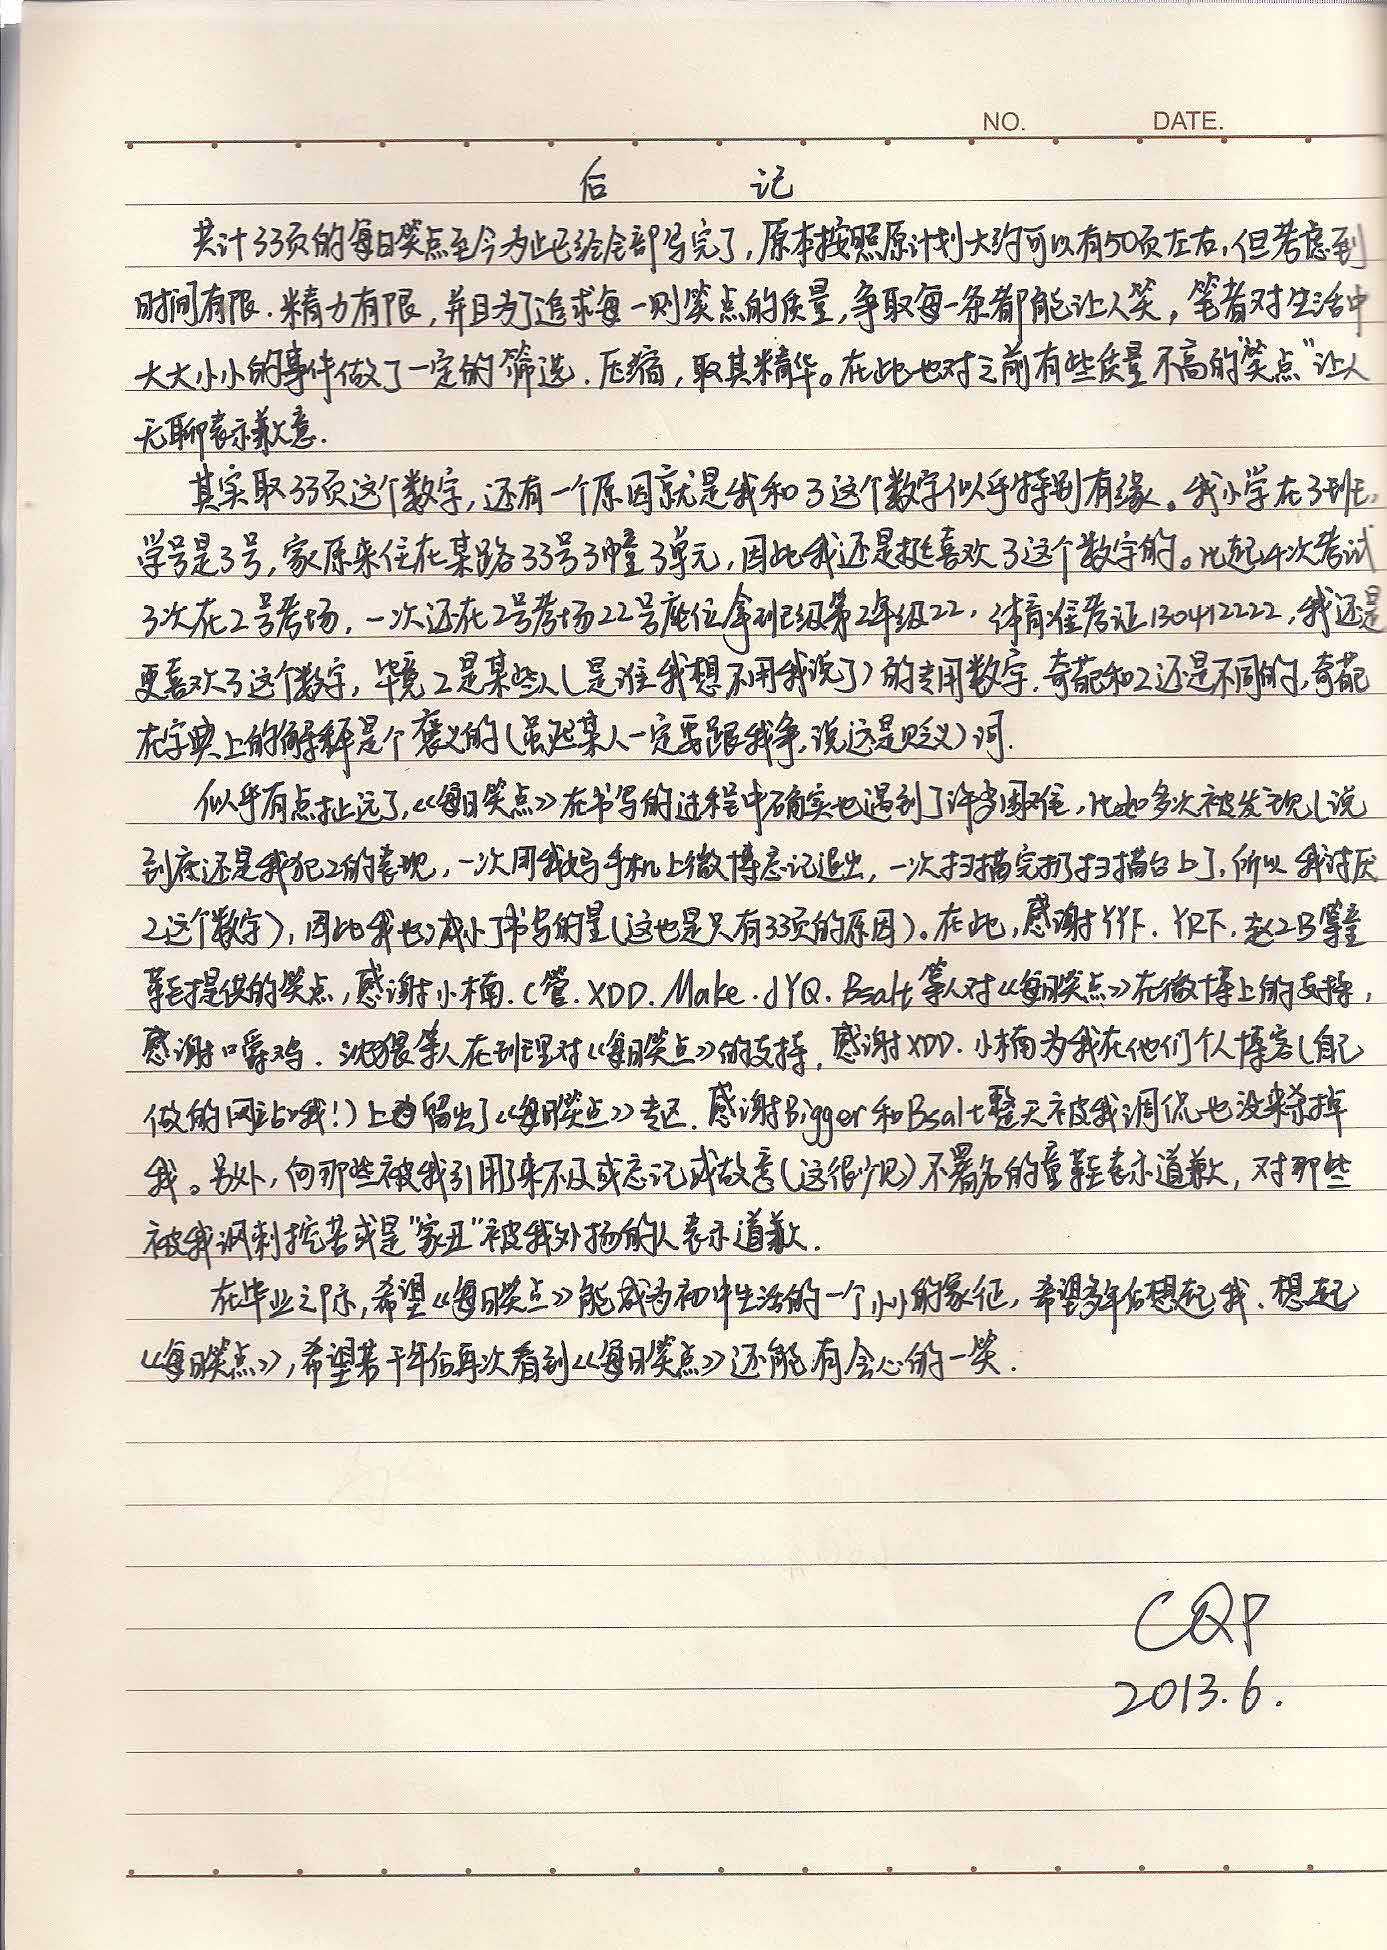 NO. DATE.
后 记
共计33页的每日笑点至今为止已经全部写完了,原本按照原计划大约可以有50页左右,但考虑到
时间有限、精力有限,并且为了追求每一则笑点的质量,争取每一条都能让人笑,笔者对生活中
大大小小的事件做了一定的筛选、压缩,取其精华。在此也对之前有些质量不高的"笑点"让人
无聊表示歉意.
其实取33页这个数字,还有一个原因就是我和3这个数字似乎特别有缘。我小学在3班,
学号是3号,家原来住在某路33号3幢3单元,因此我还是挺喜欢3这个数字的。比起4次考试
3次在2号考场,一次还在2号考场22号座位拿班级第2年级22,体育准考证130412222,我还是
更喜欢3这个数字,毕竟2是某些人(是谁我想不用我说了)的专用数字.奇葩和2还是不同的,奇葩
在字典上的解释是个褒义的(虽然某人一定要跟我争,说这是贬义)词.
似乎有点扯远了,《每日笑点》在书写的过程中确实也遇到了许多困难,比如多次被发现(说
到底还是我犯2的表现,一次用我妈手机上微博忘记退出,一次扫描完扔扫描台上了,所以我讨厌
2这个数字),因此我也减小了书写的量(这也是只有33页的原因)。在此,感谢YYF、YRF、赵2B等童
鞋提供的笑点,感谢小楠、C管、XDD、Make、dYQ、Bsalt等人对《每日笑点》在微博上的支持,
感谢口爵鸡、沈猥等人在班里对《每日笑点》的支持,感谢XDD、小楠为我在他们个人博客(自己
做的网站哦!)上留出了《每日笑点》专区.感谢Bigger和Bsalt整天被我调侃也没来杀掉
我。另外,向那些被我引用了来不及或忘记或故意(这很少见)不署名的童鞋表示道歉,对那些
被我讽刺挖苦或是"家丑"被我外扬的人表示道歉.
在毕业之际,希望《每日笑点》能成为初中生活的一个小小的象征,希望多年后想起我、想起
《每日笑点》,希望若干年后再次看到《每日笑点》还能有会心的一笑.
CQP
2013.6.